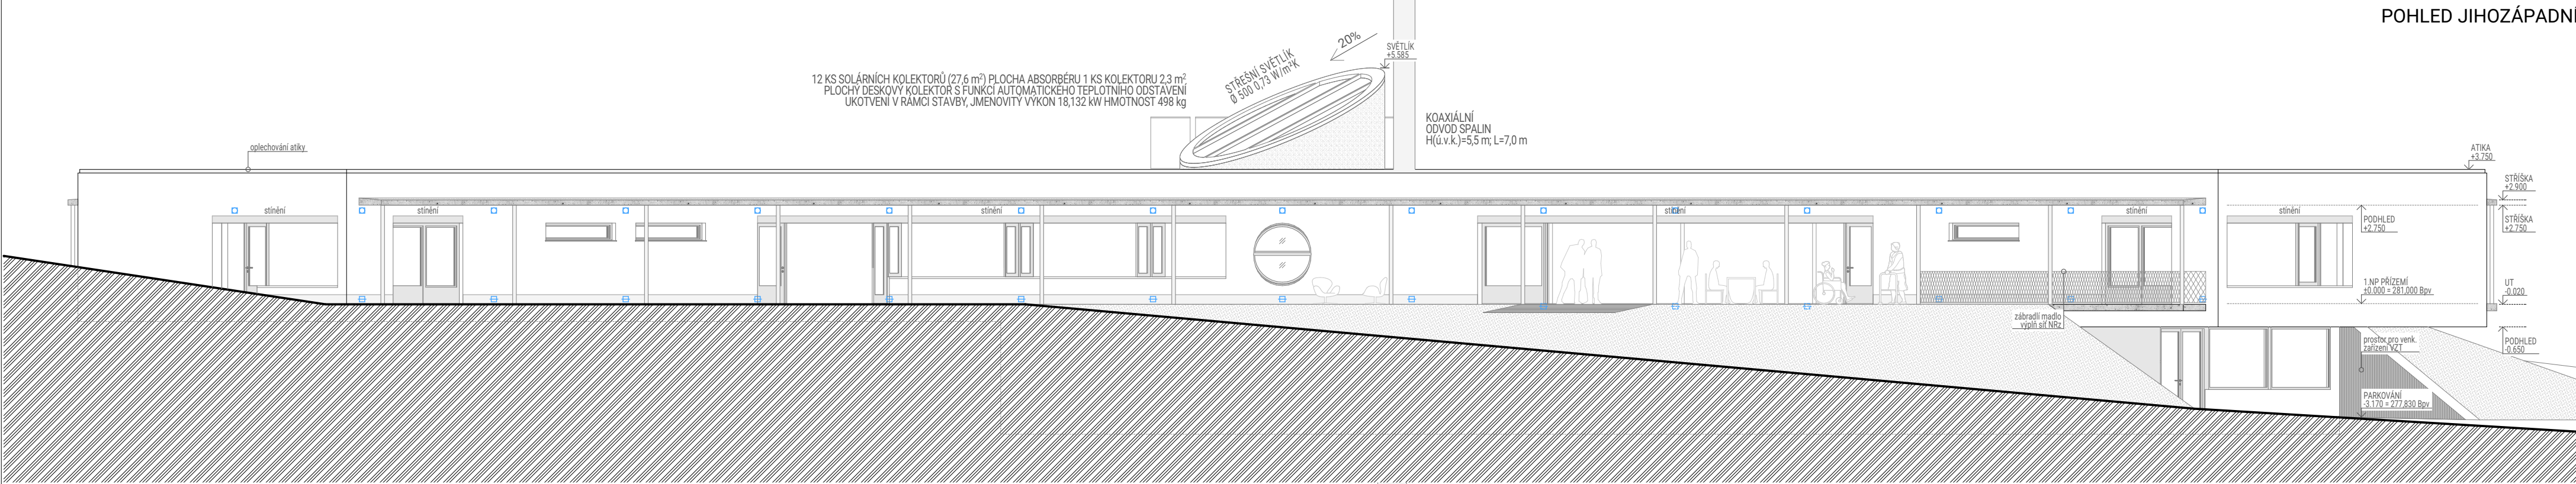 POHLED JIHOZÁPADNÍ
20%
SVĚTLÍK
+5.585
STŘEŠNÍ SVĚTLÍK
Ø 500 0,73 W/m²K
12 KS SOLÁRNÍCH KOLEKTORŮ (27,6 m²) PLOCHA ABSORBÉRU 1 KS KOLEKTORU 2,3 m²,
PLOCHÝ DESKOVÝ KOLEKTOR S FUNKCÍ AUTOMATICKÉHO TEPLOTNÍHO ODSTAVENÍ
UKOTVENÍ V RÁMCI STAVBY, JMENOVITÝ VÝKON 18,132 kW HMOTNOST 498 kg
KOAXIÁLNÍ
ODVOD SPALIN
H(ú.v.k.)=5,5 m; L=7,0 m
oplechování atiky
ATIKA
+3.750
STŘÍŠKA
+2.900
stínění
stínění
stínění
stínění
stínění
stínění
PODHLED
+2.750
STŘÍŠKA
+2.750
1.NP PŘÍZEMÍ
±0.000 = 281,000 Bpv
UT
-0.020
zábradlí madlo
výplň síť NRz
prostor pro venk.
zařízení VZT
PODHLED
-0.650
PARKOVÁNÍ
-3.170 = 277,830 Bpv